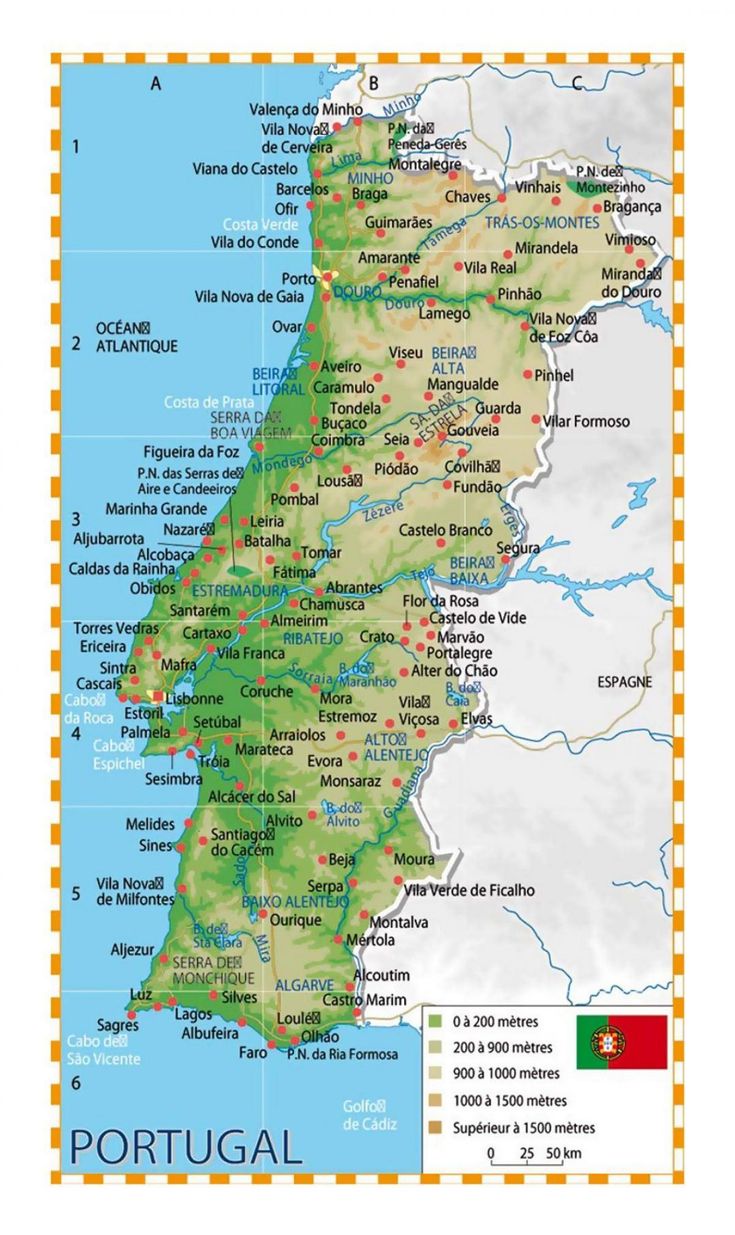 A
B
C
1
2
3
4
5
6
Valença do Minho
Minho
Vila Nova
de Cerveira
P.N. da
Peneda-Gerês
Lima
Montalegre
Viana do Castelo
MINHO
Barcelos
Braga
Chaves
Vinhais
P.N. de
Montezinho
Ofir
Bragança
Costa Verde
Guimarães
Tamega
TRÁS-OS-MONTES
Vila do Conde
Mirandela
Vimioso
Amarante
Porto
Penafiel
Vila Real
Miranda
do Douro
Vila Nova de Gaia
DOURO
Douro
Pinhão
Lamego
Ovar
Vila Nova
de Foz Côa
OCÉAN
ATLANTIQUE
Viseu
BEIRA
ALTA
Aveiro
Pinhel
BEIRA
LITORAL
Caramulo
Mangualde
Costa de Prata
Tondela
SA. DA
ESTRELA
Guarda
SERRA DA
BOA VIAGEM
Buçaco
Gouveia
Vilar Formoso
Coimbra
Seia
Figueira da Foz
Mondego
Piódão
Covilhã
P.N. das Serras de
Aire e Candeeiros
Lousã
Fundão
Pombal
Marinha Grande
Zézere
Erges
Leiria
Nazaré
Castelo Branco
Aljubarrota
Batalha
Segura
Alcobaça
Tomar
Caldas da Rainha
Fátima
BEIRA
BAIXA
Tejo
Obidos
ESTREMADURA
Abrantes
Santarém
Chamusca
Flor da Rosa
Torres Vedras
Almeirim
Castelo de Vide
Cartaxo
RIBATEJO
Crato
Marvão
Ericeira
Vila Franca
Portalegre
Sintra
Mafra
Sorraia
B. do
Maranhão
Alter do Chão
Cascais
Coruche
B. do
Caia
ESPAGNE
Cabo
da Roca
Lisbonne
Mora
Vila
Viçosa
Estoril
Setúbal
Estremoz
Elvas
Palmela
Arraiolos
ALTO
ALENTEJO
Cabo
Espichel
Marateca
Evora
Tróia
Sesimbra
Monsaraz
Guadiana
Alcácer do Sal
B. do
Alvito
Alvito
Melides
Santiago
do Cacém
Sines
Beja
Moura
Sado
Serpa
Vila Nova
de Milfontes
Vila Verde de Ficalho
BAIXO ALENTEJO
Ourique
Montalva
B. de
Sta Clara
Mira
Mértola
Aljezur
SERRA DE
MONCHIQUE
Alcoutim
ALGARVE
Luz
Silves
Castro Marim
Sagres
Lagos
Loulé
Albufeira
Olhão
Cabo de
São Vicente
Faro
P.N. da Ria Formosa
Golfo
de Cádiz
0 à 200 mètres
200 à 900 mètres
900 à 1000 mètres
1000 à 1500 mètres
Supérieur à 1500 mètres
0 25 50 km
PORTUGAL